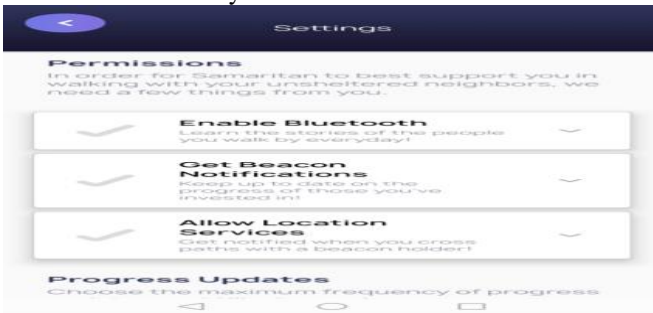 Settings
Permissions
In order for Samaritan to best support you in
walking with your unsheltered neighbors, we
need a few things from you.
Enable Bluetooth
Learn the stories of the people
you walk by everyday!
Get Beacon
Notifications
Keep up to date on the
progress of those you've
invested in!
Allow Location
Services
Get notified when you cross
paths with a beacon holder!
Progress Updates
Choose the maximum frequency of progress